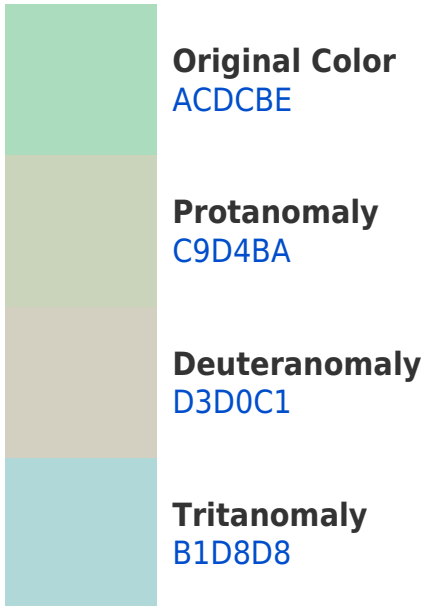 Original Color
ACDCBE
Protanomaly
C9D4BA
Deuteranomaly
D3D0C1
Tritanomaly
B1D8D8